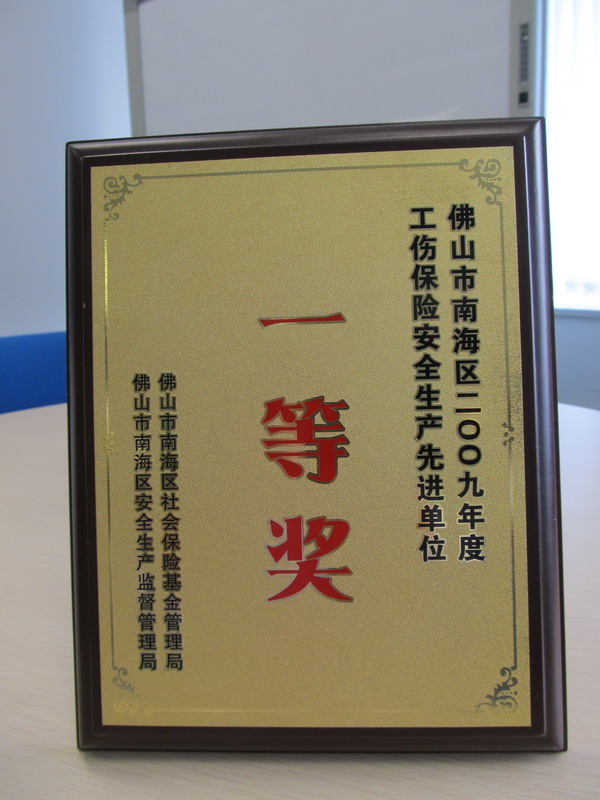 佛山市南海区二〇〇九年度
工伤保险安全生产先进单位
一等奖
佛山市南海区社会保险基金管理局
佛山市南海区安全生产监督管理局